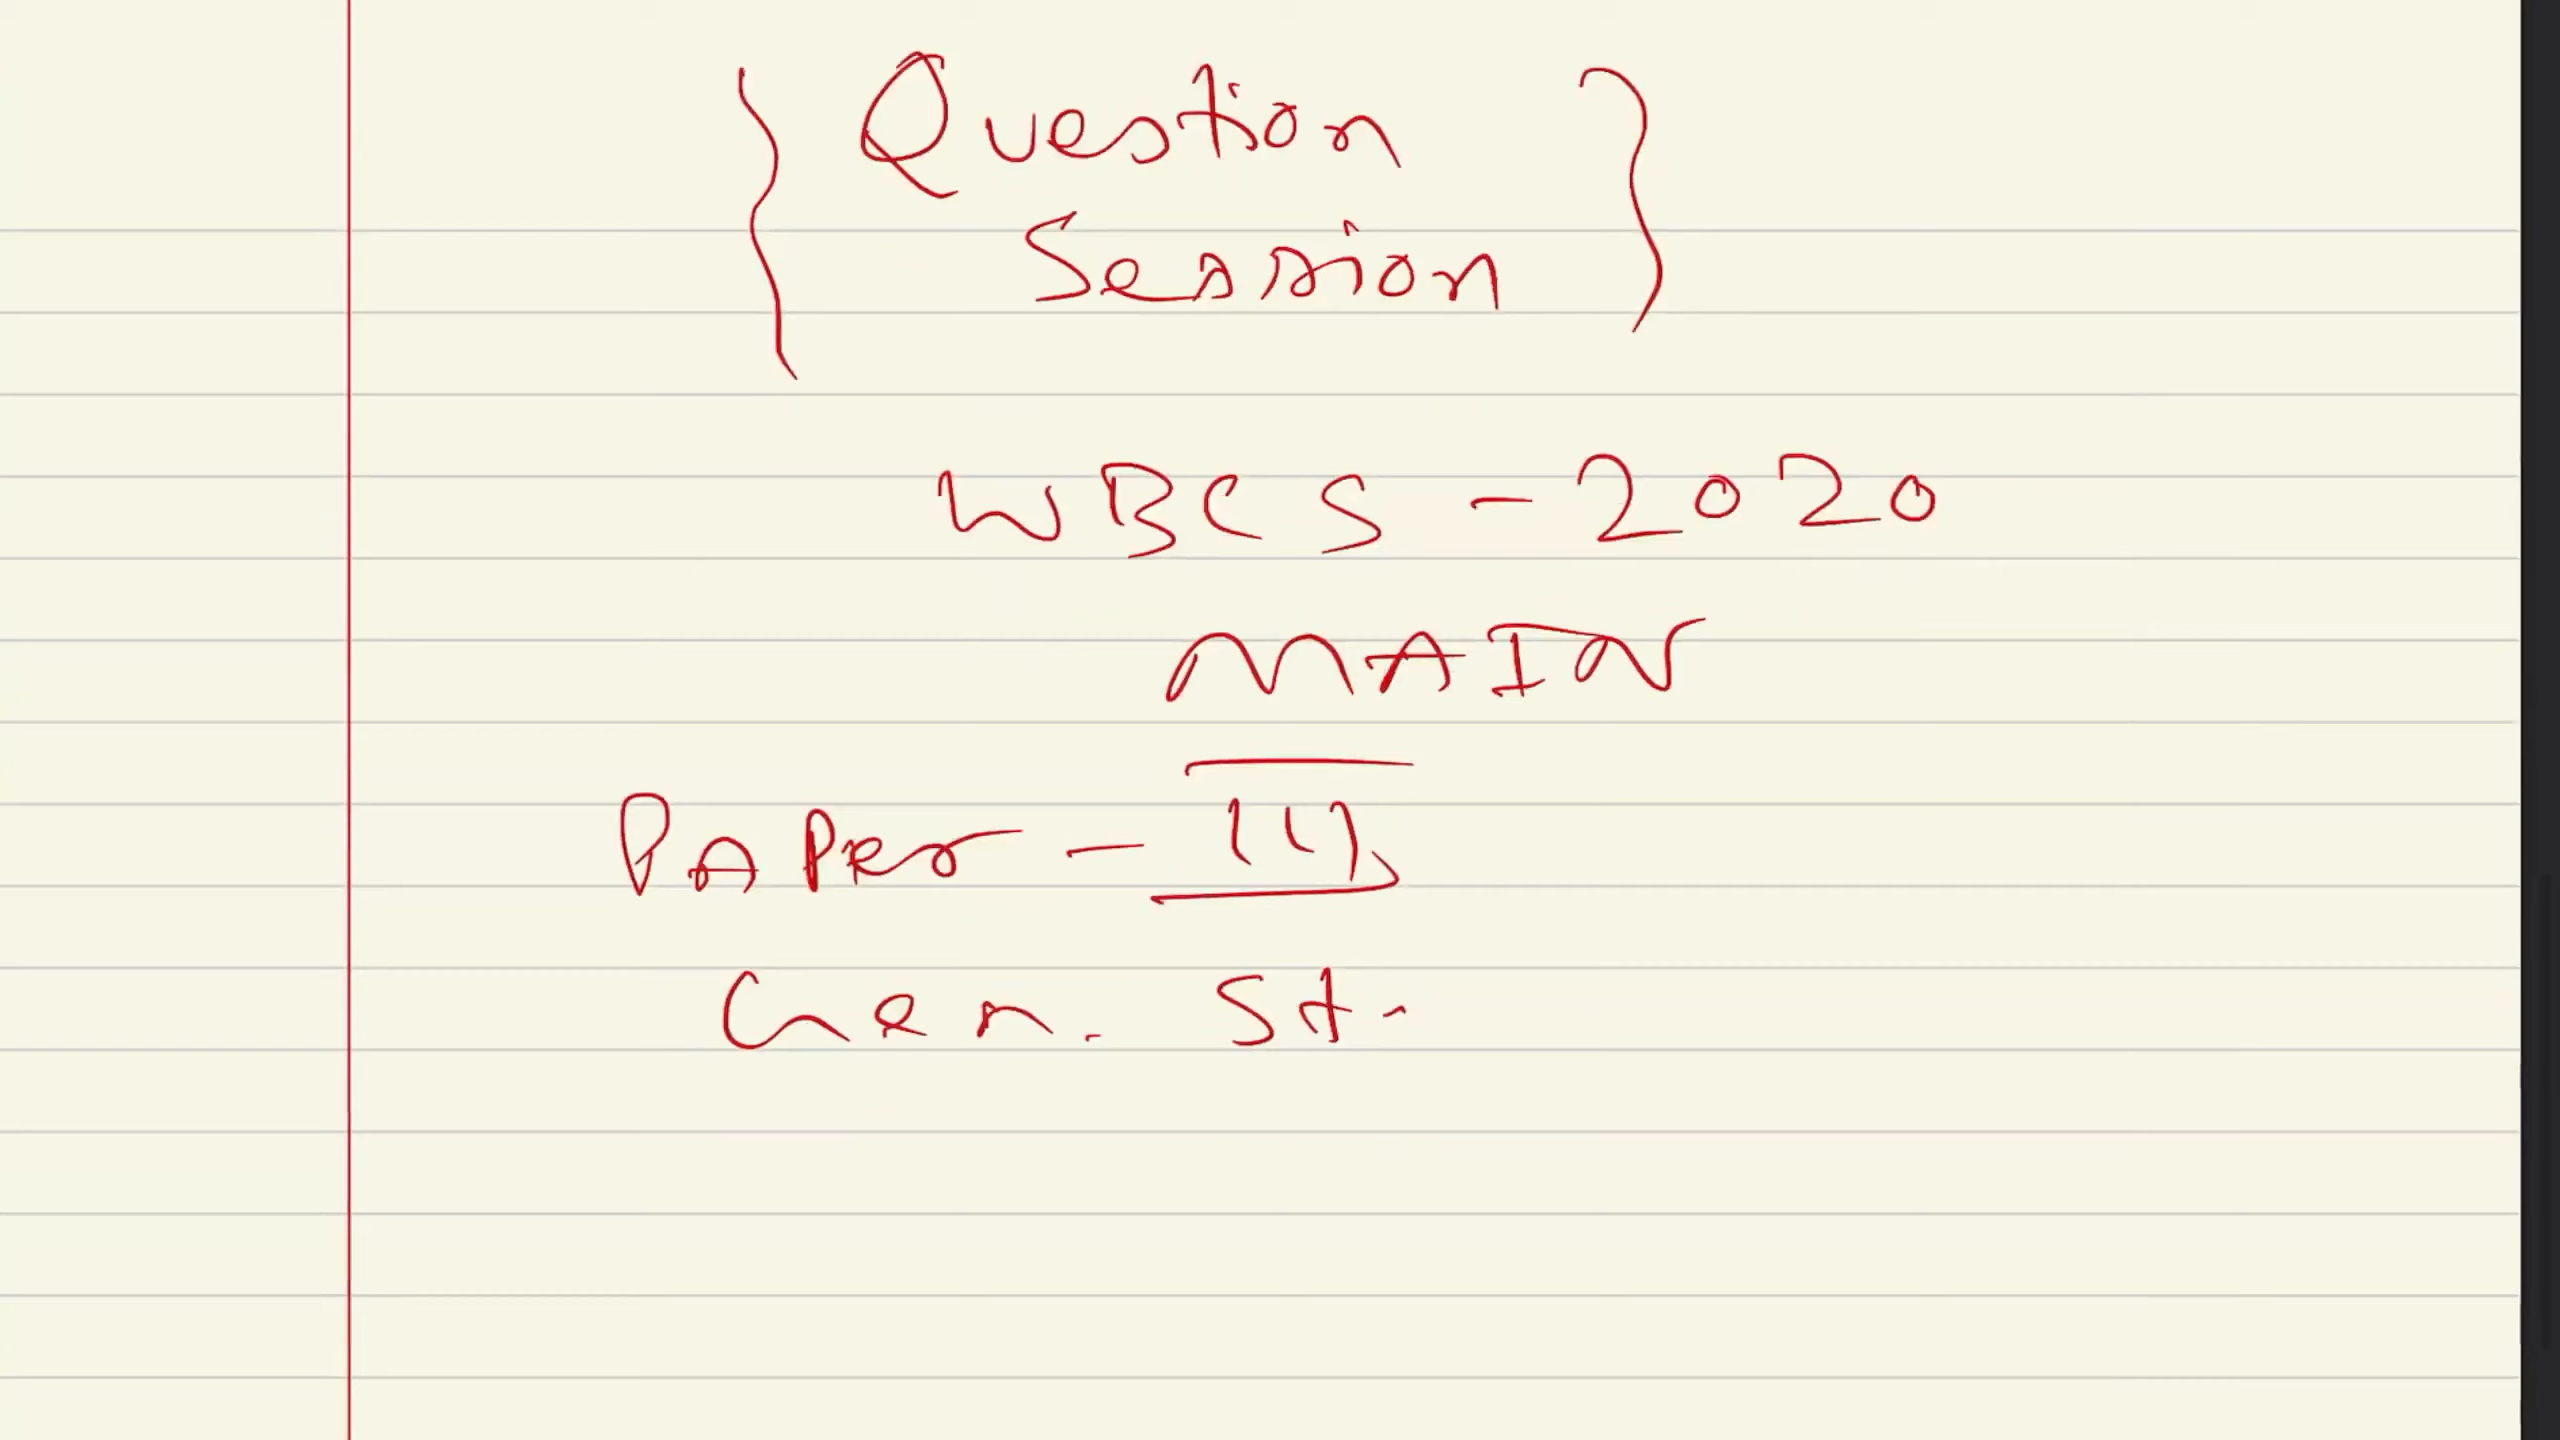 { Question
Session }
WBCS - 2020
MAIN
PAPer - III
Gen. St.